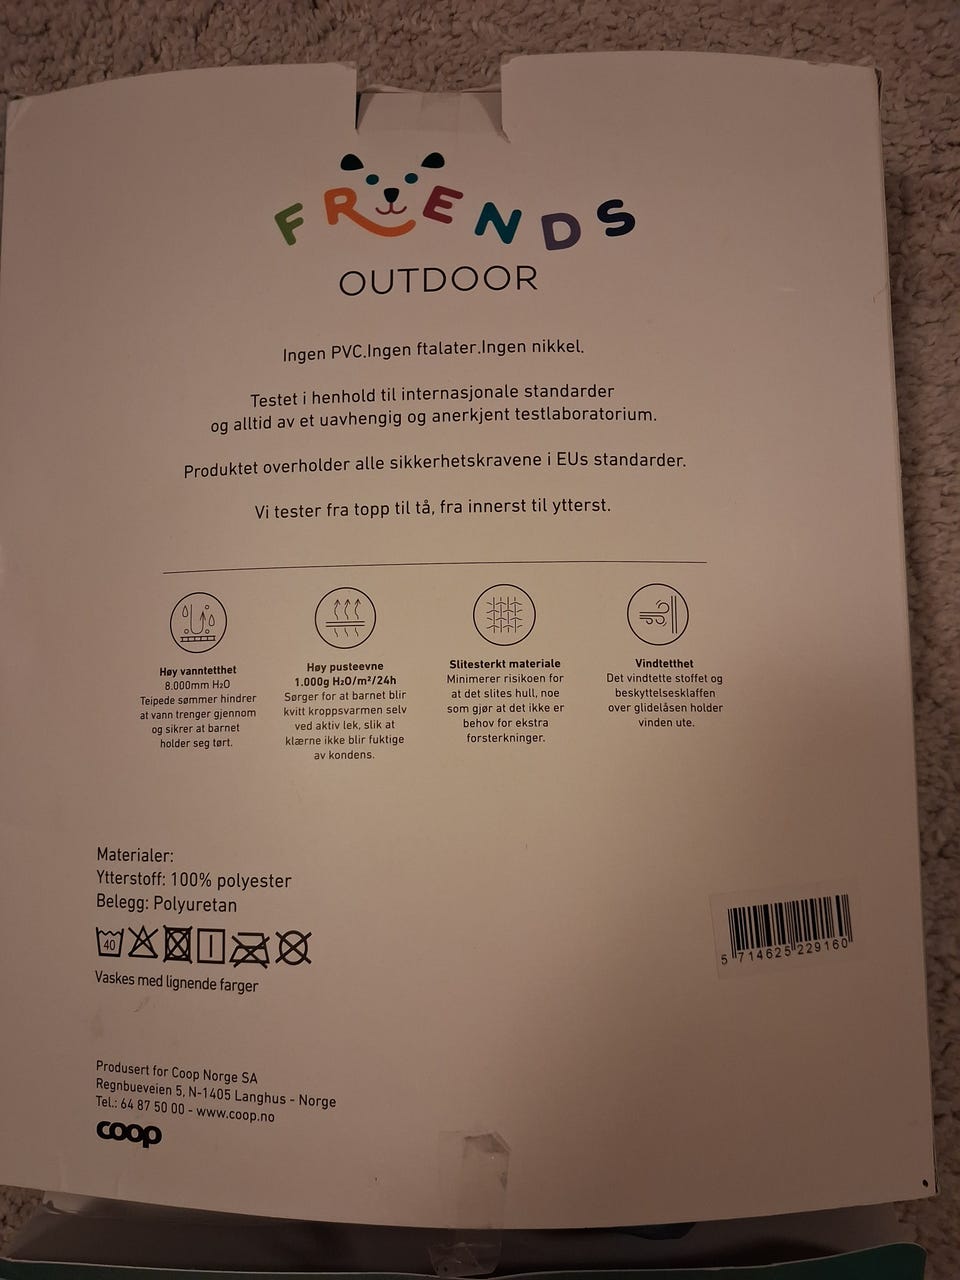 FRIENDS
OUTDOOR
Ingen PVC.Ingen ftalater.Ingen nikkel.
Testet i henhold til internasjonale standarder
og alltid av et uavhengig og anerkjent testlaboratorium.
Produktet overholder alle sikkerhetskravene i EUs standarder.
Vi tester fra topp til tå, fra innerst til ytterst.
Høy vanntetthet
8.000mm H₂O
Teipede sømmer hindrer
at vann trenger gjennom
og sikrer at barnet
holder seg tørt.
Høy pusteevne
1.000g H₂O/m²/24h
Sørger for at barnet blir
kvitt kroppsvarmen selv
ved aktiv lek, slik at
klærne ikke blir fuktige
av kondens.
Slitesterkt materiale
Minimerer risikoen for
at det slites hull, noe
som gjør at det ikke er
behov for ekstra
forsterkninger.
Vindtetthet
Det vindtette stoffet og
beskyttelsesklaffen
over glidelåsen holder
vinden ute.
Materialer:
Ytterstoff: 100% polyester
Belegg: Polyuretan
40
Vaskes med lignende farger
5 714625 229160
Produsert for Coop Norge SA
Regnbueveien 5, N-1405 Langhus - Norge
Tel.: 64 87 50 00 - www.coop.no
coop